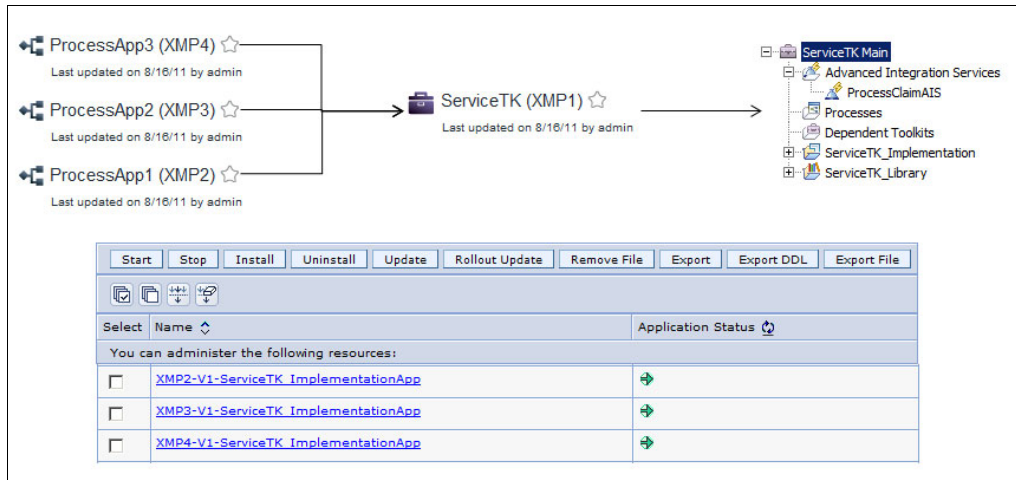 ProcessApp3 (XMP4)
Last updated on 8/16/11 by admin
ProcessApp2 (XMP3)
Last updated on 8/16/11 by admin
ProcessApp1 (XMP2)
Last updated on 8/16/11 by admin
ServiceTK (XMP1)
Last updated on 8/16/11 by admin
ServiceTK Main
Advanced Integration Services
ProcessClaimAIS
Processes
Dependent Toolkits
ServiceTK_Implementation
ServiceTK_Library
Start Stop Install Uninstall Update Rollout Update Remove File Export Export DDL Export File
Select Name Application Status
You can administer the following resources:
XMP2-V1-ServiceTK_ImplementationApp
XMP3-V1-ServiceTK_ImplementationApp
XMP4-V1-ServiceTK_ImplementationApp